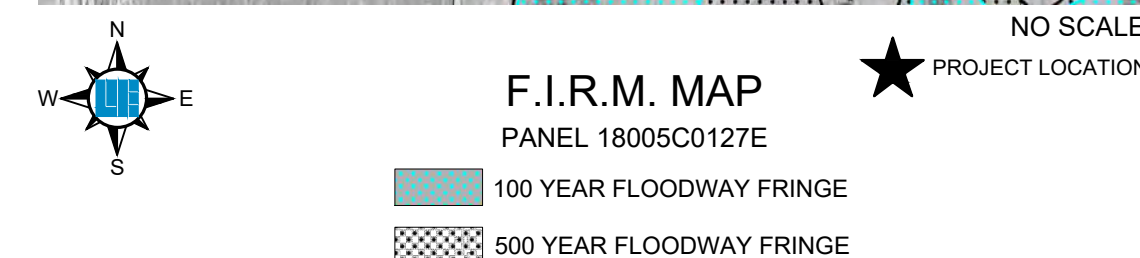 NO SCALE
PROJECT LOCATION
N
W E
S
F.I.R.M. MAP
PANEL 18005C0127E
100 YEAR FLOODWAY FRINGE
500 YEAR FLOODWAY FRINGE